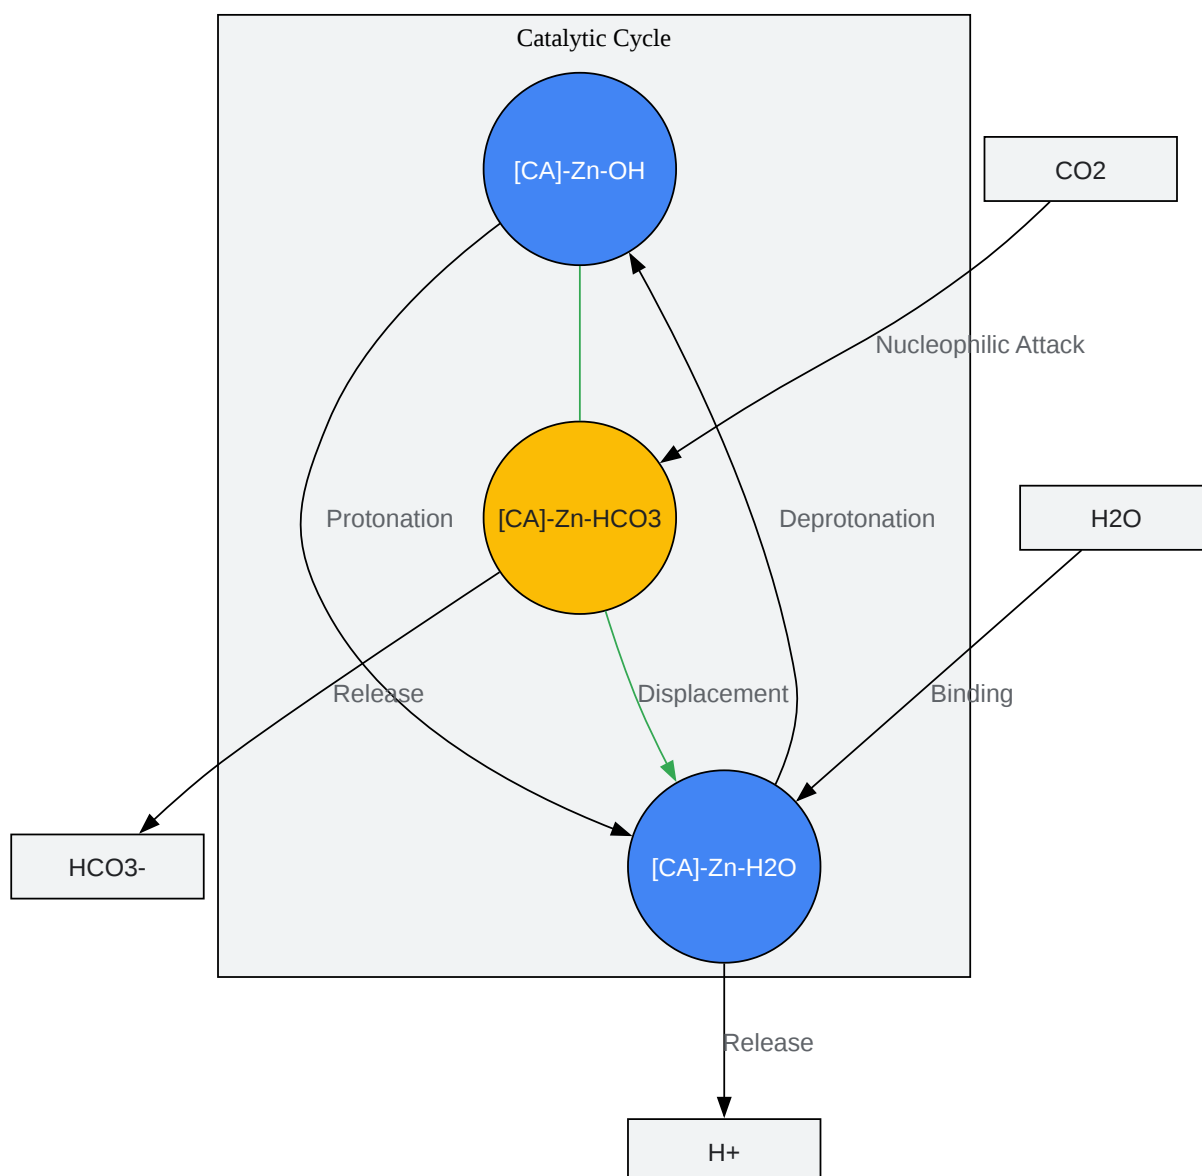 Catalytic Cycle
[CA]-Zn-OH
CO2
Nucleophilic Attack
Protonation
[CA]-Zn-HCO3
Deprotonation
H2O
Release
Displacement
Binding
HCO3-
[CA]-Zn-H2O
Release
H+